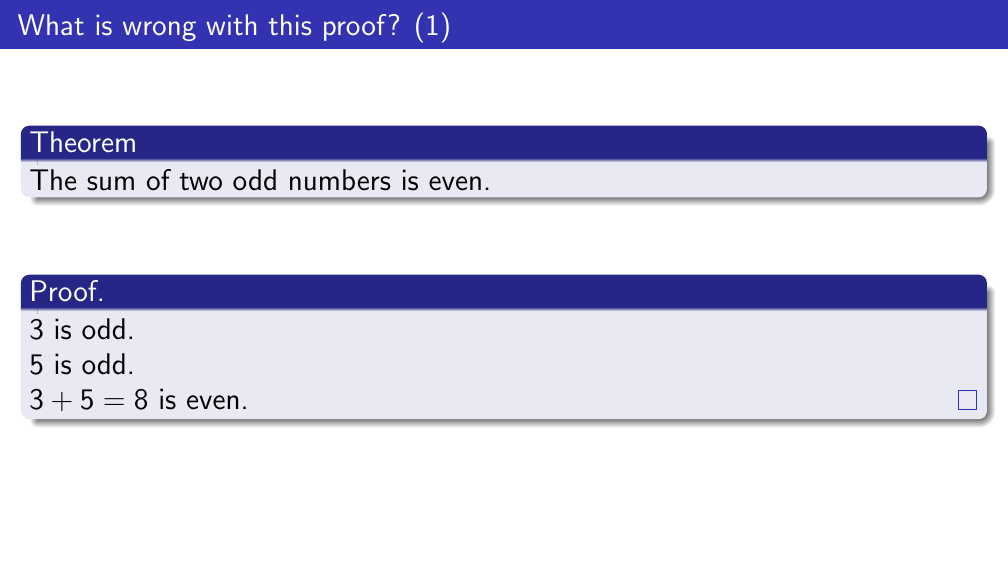 What is wrong with this proof? (1)
Theorem
The sum of two odd numbers is even.
Proof.
3 is odd.
5 is odd.
3 + 5 = 8 is even. □